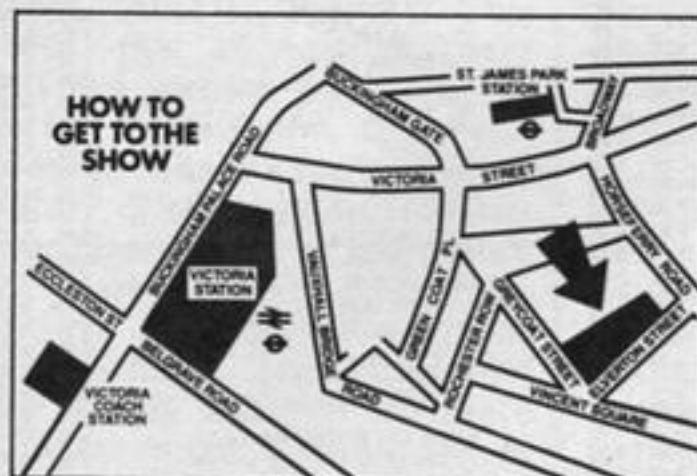 HOW TO
GET TO THE
SHOW
ST. JAMES PARK
STATION
BUCKINGHAM GATE
BROADWAY
BUCKINGHAM PALACE ROAD
VICTORIA STREET
HORSEFERRY ROAD
ECCLESTON ST
VICTORIA
STATION
VAUXHALL BRIDGE
ROAD
GREEN COAT PL
ROCHESTER ROW
GREYCOAT STREET
ELVERTON STREET
BELGRAVE ROAD
VINCENT SQUARE
VICTORIA
COACH
STATION